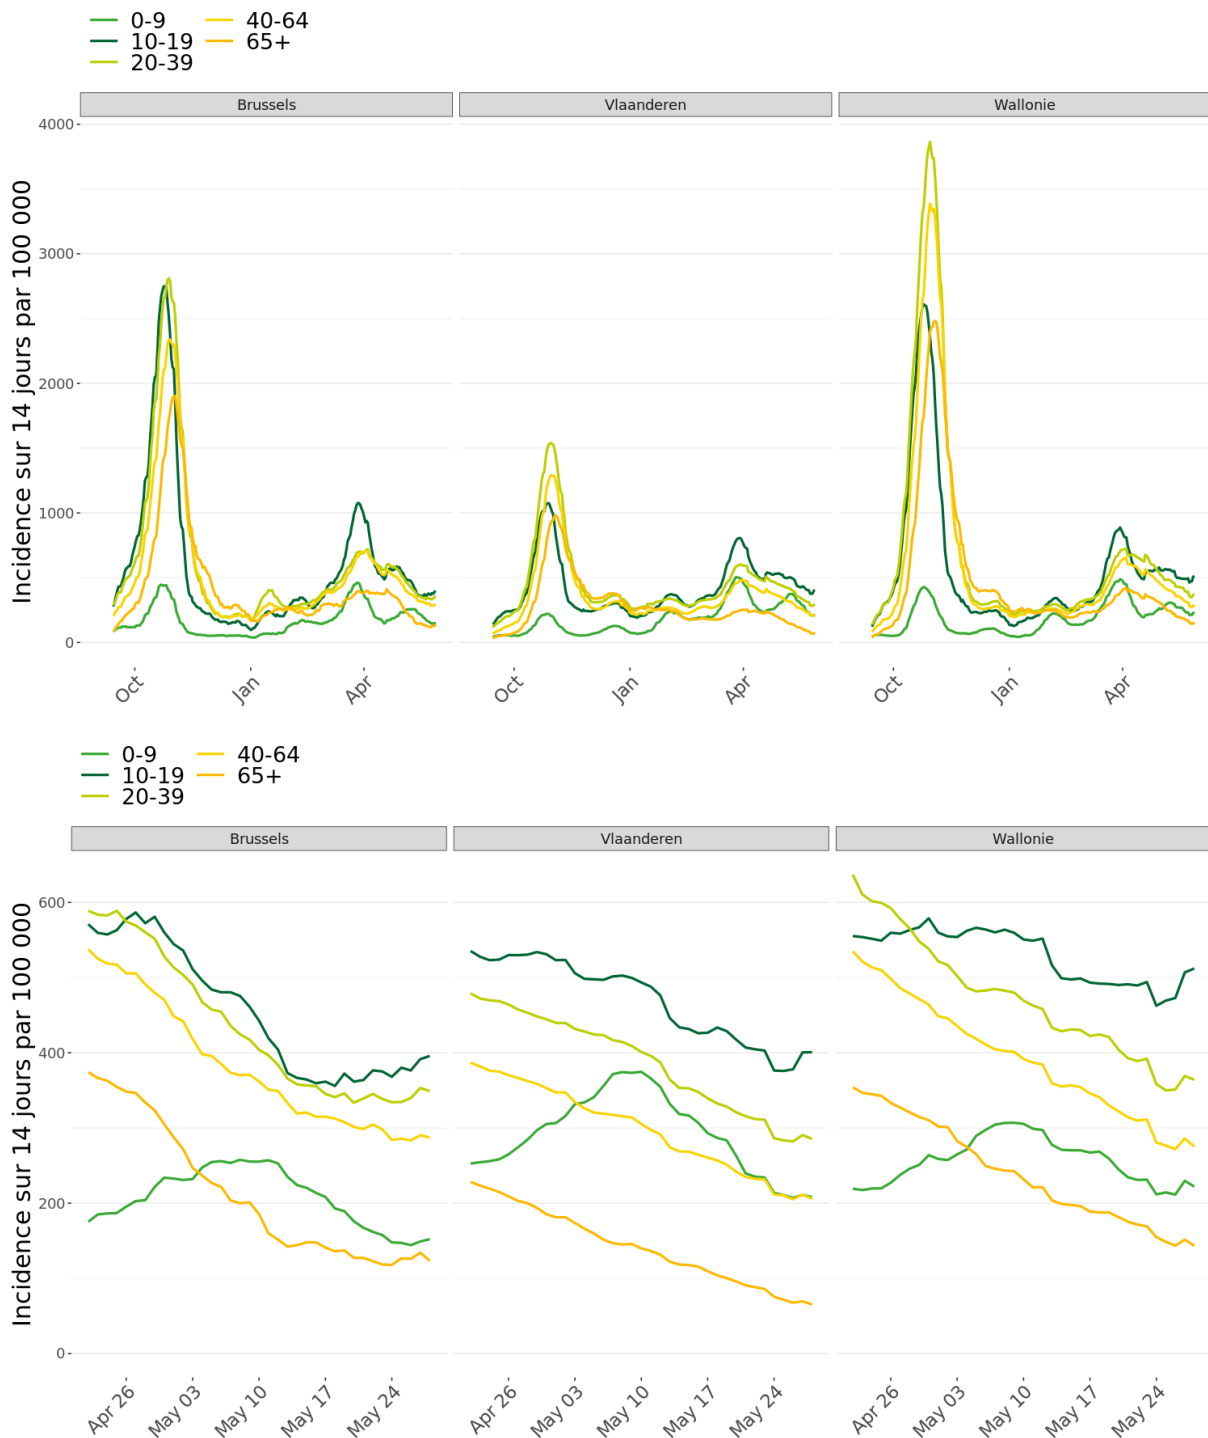 0-9 40-64
10-19 65+
20-39
Brussels Vlaanderen Wallonie
Incidence sur 14 jours par 100 000
4000
3000
2000
1000
0
Oct Jan Apr Oct Jan Apr Oct Jan Apr
0-9 40-64
10-19 65+
20-39
Brussels Vlaanderen Wallonie
Incidence sur 14 jours par 100 000
600
400
200
0
Apr 26 May 03 May 10 May 17 May 24 Apr 26 May 03 May 10 May 17 May 24 Apr 26 May 03 May 10 May 17 May 24